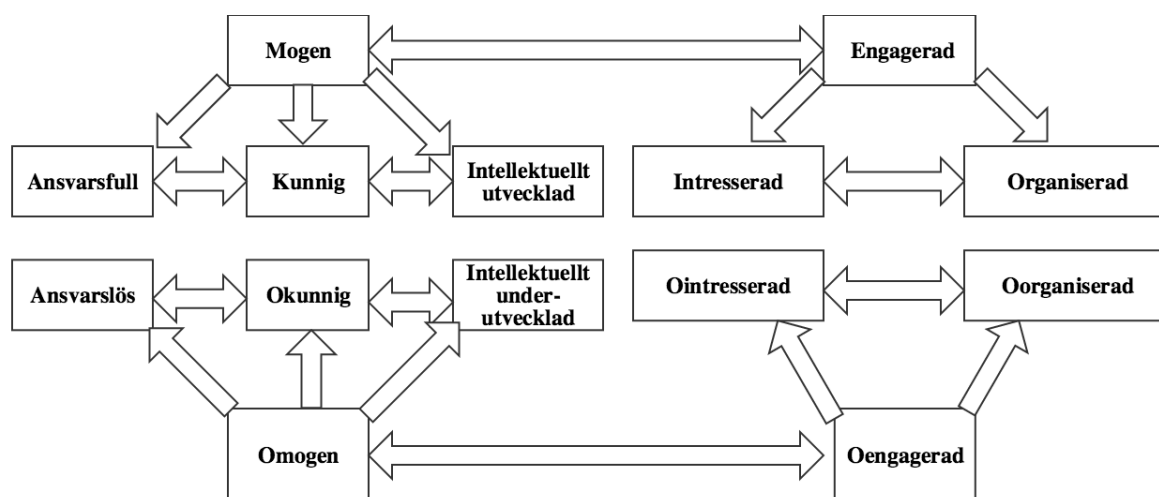 Mogen
Engagerad
Ansvarsfull
Kunnig
Intellektuellt
utvecklad
Intresserad
Organiserad
Ansvarslös
Okunnig
Intellektuellt
under-
utvecklad
Ointresserad
Oorganiserad
Omogen
Oengagerad